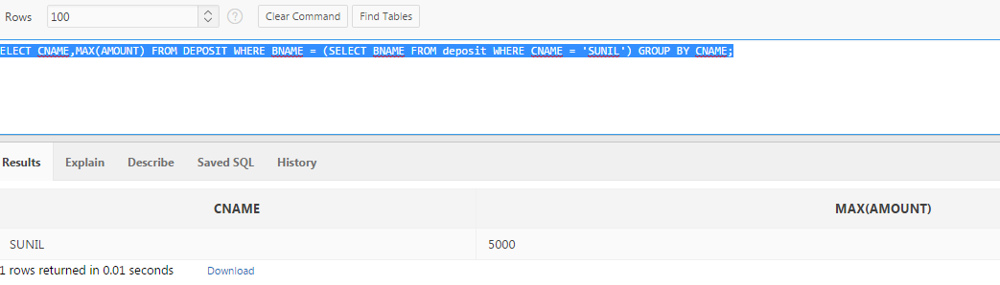 Rows 100 ? Clear Command Find Tables
ELECT CNAME,MAX(AMOUNT) FROM DEPOSIT WHERE BNAME = (SELECT BNAME FROM deposit WHERE CNAME = 'SUNIL') GROUP BY CNAME;
Results Explain Describe Saved SQL History
CNAME MAX(AMOUNT)
SUNIL 5000
1 rows returned in 0.01 seconds Download